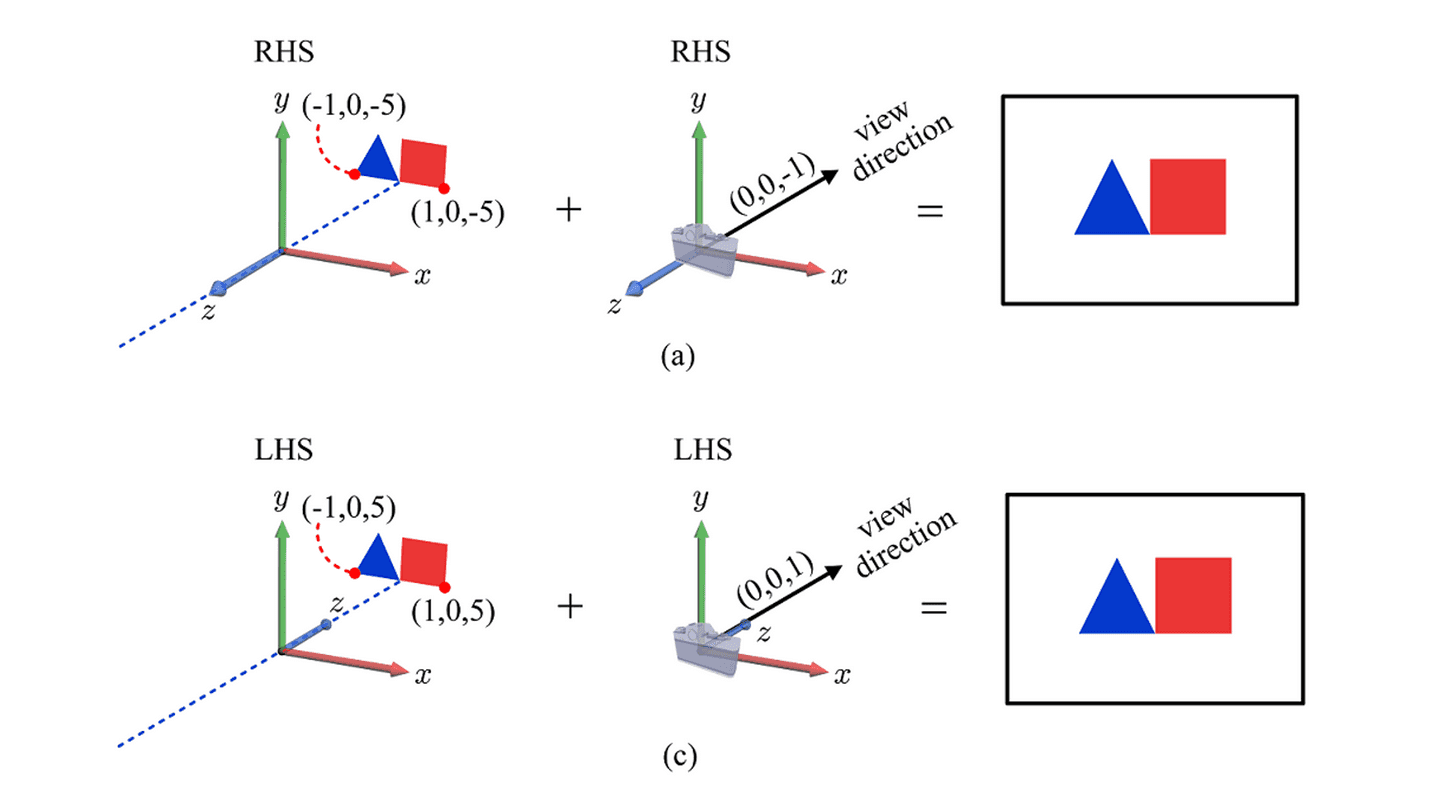 RHS
RHS
y (-1,0,-5)
y
view
direction
(0,0,-1)
(1,0,-5)
+
=
x
x
z
z
(a)
LHS
LHS
y (-1,0,5)
y
view
direction
(0,0,1)
z
(1,0,5)
+
z
=
x
x
(c)